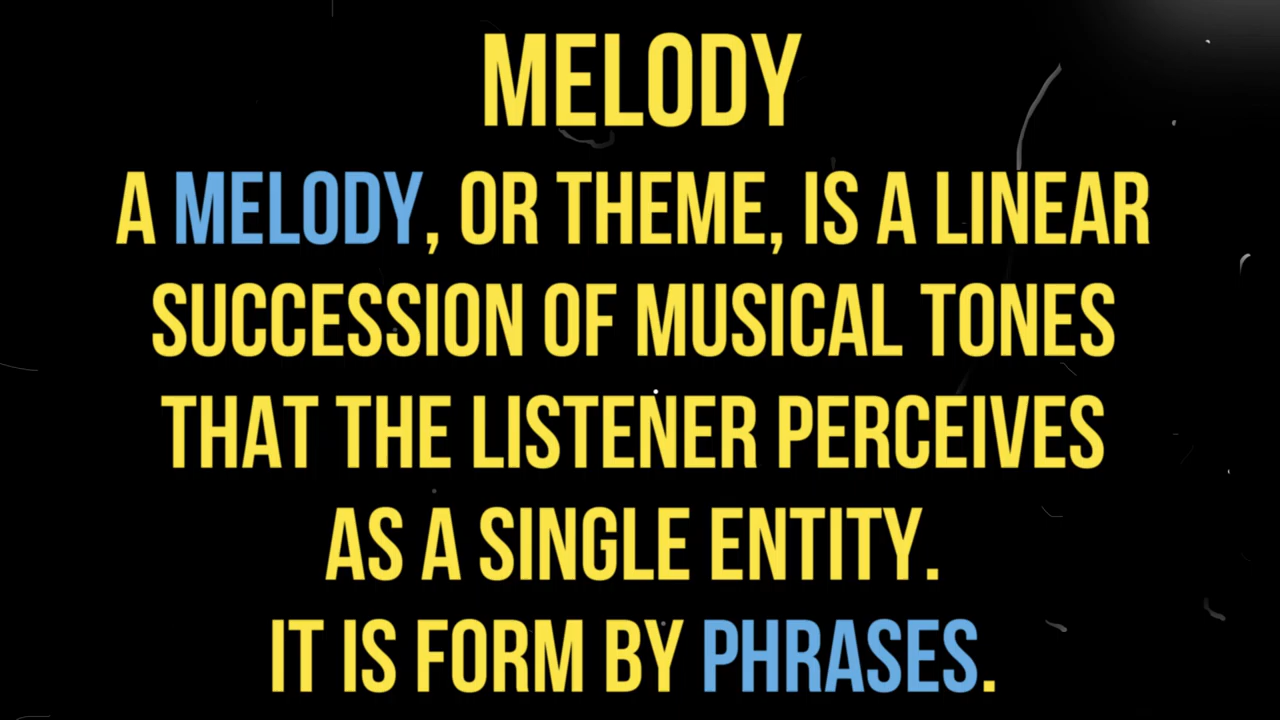 MELODY
A MELODY, OR THEME, IS A LINEAR
SUCCESSION OF MUSICAL TONES
THAT THE LISTENER PERCEIVES
AS A SINGLE ENTITY.
IT IS FORM BY PHRASES.